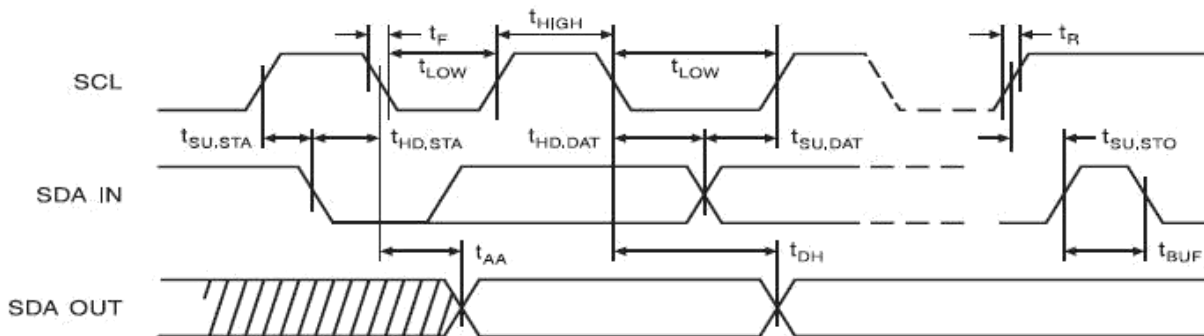 tF
tHIGH
tR
tLOW
tLOW
SCL
tSU.STA
tHD.STA
tHD.DAT
tSU.DAT
tSU.STO
SDA IN
tAA
tDH
tBUF
SDA OUT